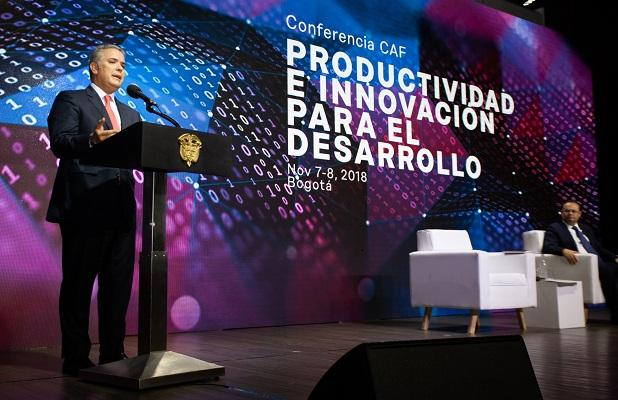 Conferencia CAF
PRODUCTIVIDAD
E INNOVACIÓN
PARA EL
DESARROLLO
Nov 7-8, 2018
Bogotá